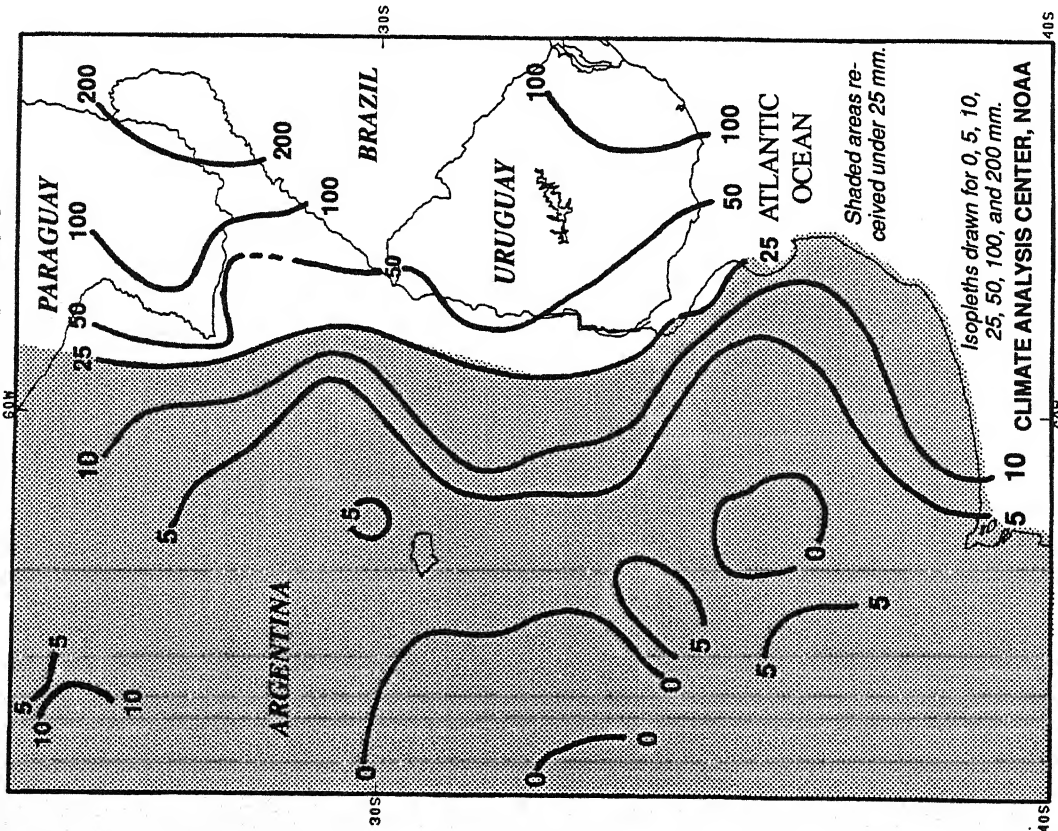 60W
5
5
10
PARAGUAY
10
25
50
100
200
10
5
ARGENTINA
200
100
5
BRAZIL
0
30S
50
30S
URUGUAY
0
100
0
0
5
50
100
5
25
ATLANTIC
OCEAN
0
Shaded areas re-
ceived under 25 mm.
5
Isopleths drawn for 0, 5, 10,
25, 50, 100, and 200 mm.
5
10
CLIMATE ANALYSIS CENTER, NOAA
40S
40S